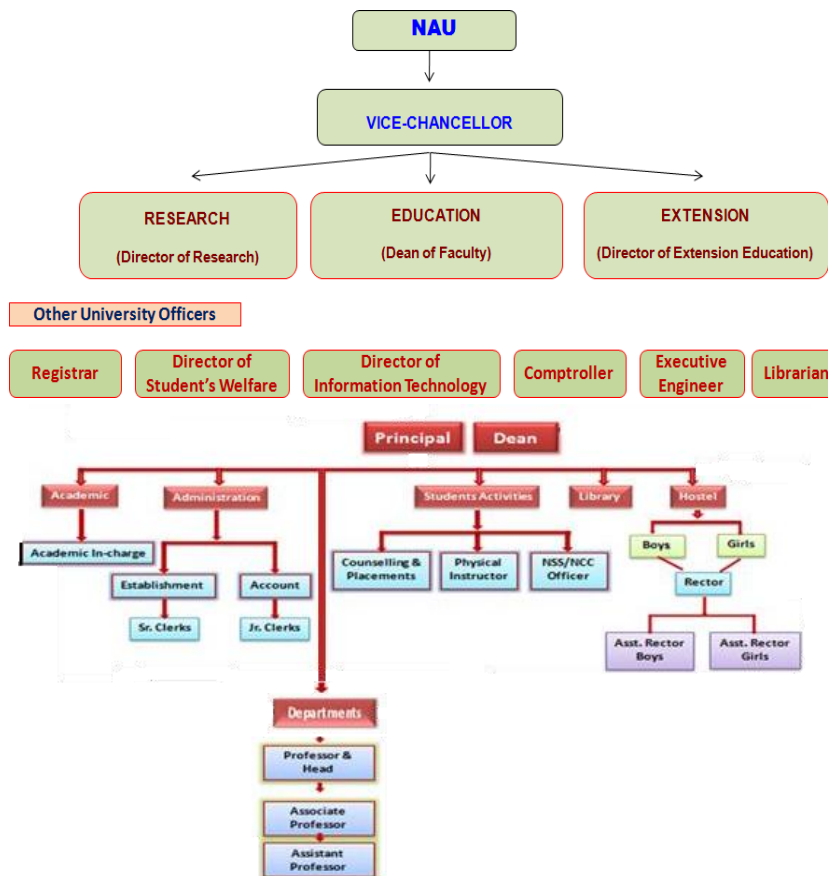 NAU
VICE-CHANCELLOR
RESEARCH
(Director of Research)
EDUCATION
(Dean of Faculty)
EXTENSION
(Director of Extension Education)
Other University Officers
Registrar
Director of
Student's Welfare
Director of
Information Technology
Comptroller
Executive
Engineer
Librarian
Principal
Dean
Academic
Administration
Students Activities
Library
Hostel
Academic In-charge
Establishment
Account
Sr. Clerks
Jr. Clerks
Counselling &
Placements
Physical
Instructor
NSS/NCC
Officer
Boys
Girls
Rector
Asst. Rector
Boys
Asst. Rector
Girls
Departments
Professor &
Head
Associate
Professor
Assistant
Professor